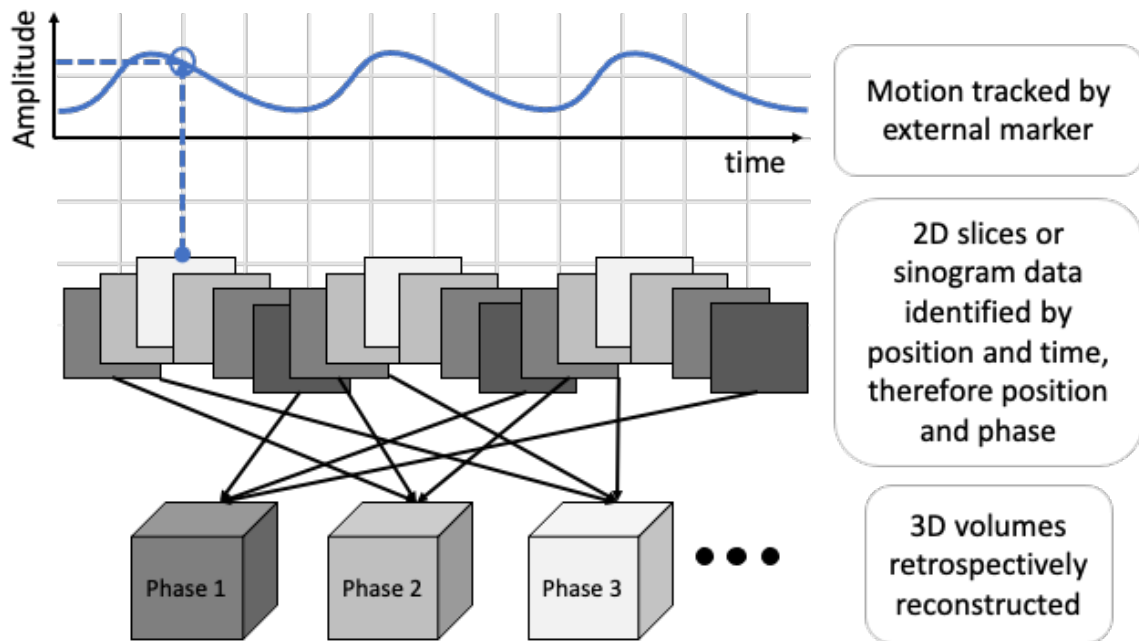 Amplitude
time
Motion tracked by
external marker
2D slices or
sinogram data
identified by
position and time,
therefore position
and phase
Phase 1
Phase 2
Phase 3
3D volumes
retrospectively
reconstructed